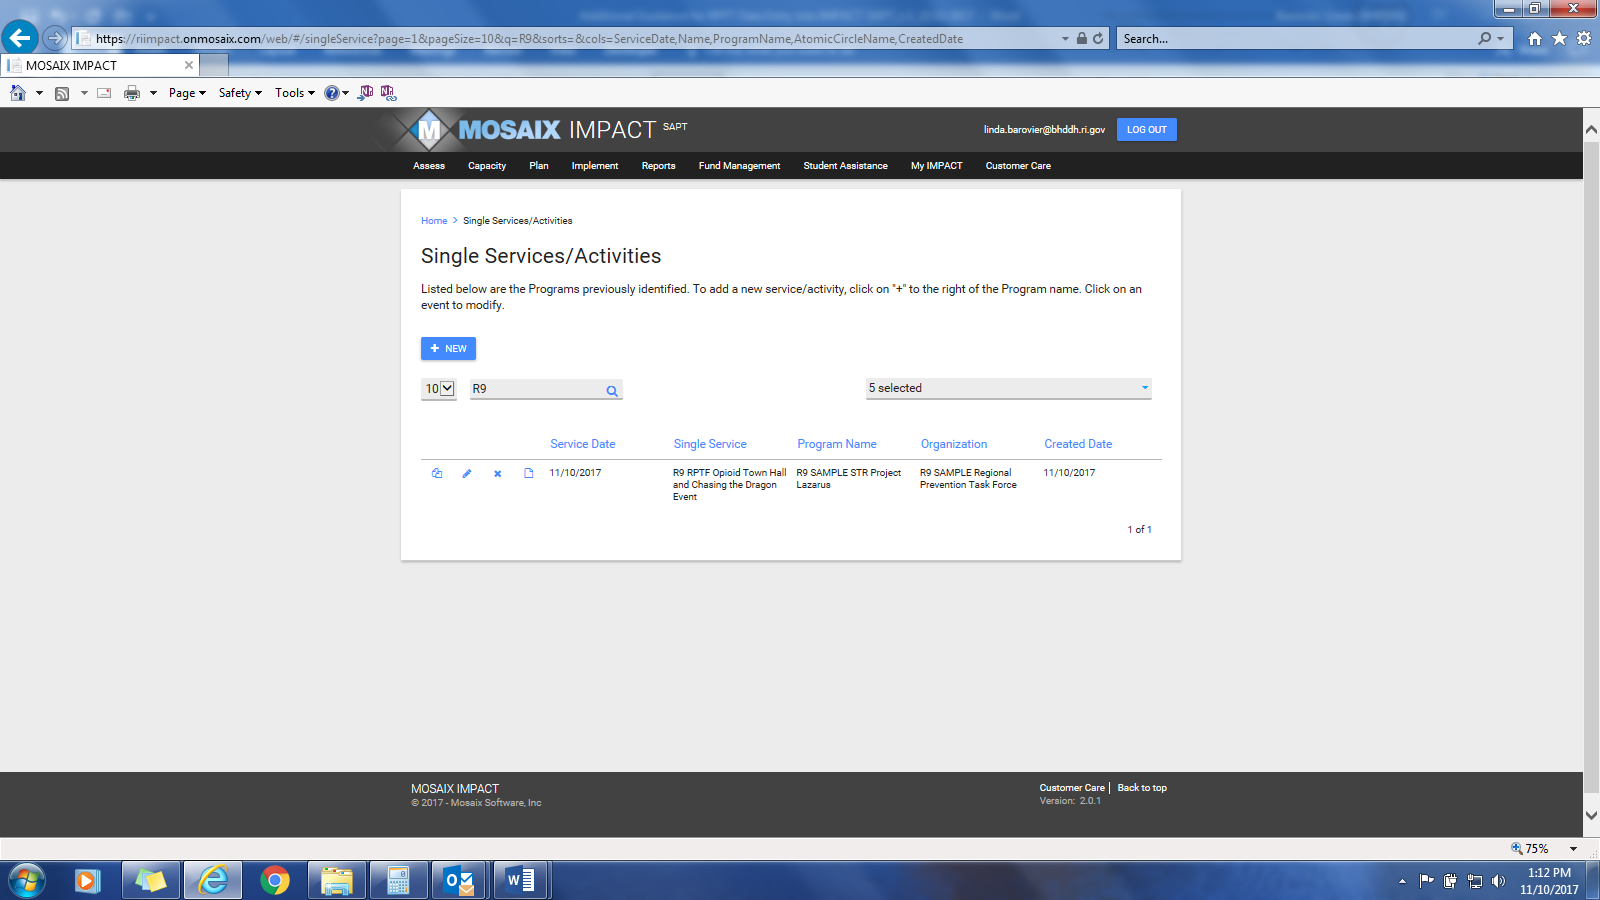 https://riimpact.onmosaix.com/web/#/singleService?page=1&pageSize=10&q=R9&sorts=&cols=ServiceDate,Name,ProgramName,AtomicCircleName,CreatedDate
Search...
MOSAIX IMPACT
Page Safety Tools
MOSAIX IMPACT SAPT
linda.barovier@bhddh.ri.gov LOG OUT
Assess Capacity Plan Implement Reports Fund Management Student Assistance My IMPACT Customer Care
Home > Single Services/Activities
Single Services/Activities
Listed below are the Programs previously identified. To add a new service/activity, click on "+" to the right of the Program name. Click on an
event to modify.
+ NEW
10 R9 5 selected
Service Date Single Service Program Name Organization Created Date
11/10/2017 R9 RPTF Opioid Town Hall R9 SAMPLE STR Project R9 SAMPLE Regional 11/10/2017
and Chasing the Dragon Lazarus Prevention Task Force
Event
1 of 1
MOSAIX IMPACT
© 2017 - Mosaix Software, Inc
Customer Care | Back to top
Version: 2.0.1
75%
1:12 PM
11/10/2017